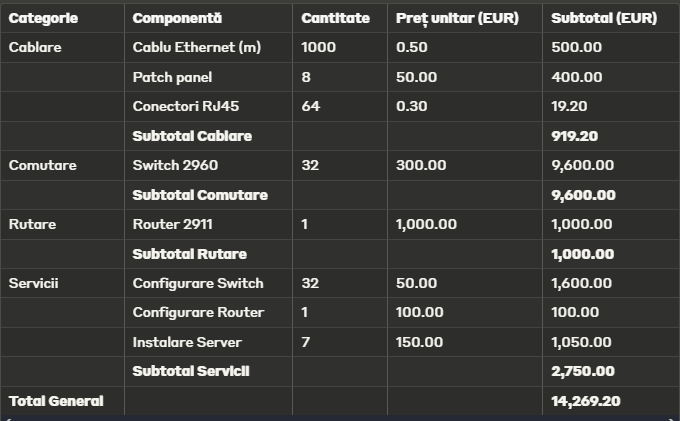 Categorie Componentă Cantitate Preț unitar (EUR) Subtotal (EUR)
Cablare Cablu Ethernet (m) 1000 0.50 500.00
Patch panel 8 50.00 400.00
Conectori RJ45 64 0.30 19.20
Subtotal Cablare 919.20
Comutare Switch 2960 32 300.00 9,600.00
Subtotal Comutare 9,600.00
Rutare Router 2911 1 1,000.00 1,000.00
Subtotal Rutare 1,000.00
Servicii Configurare Switch 32 50.00 1,600.00
Configurare Router 1 100.00 100.00
Instalare Server 7 150.00 1,050.00
Subtotal Servicii 2,750.00
Total General 14,269.20